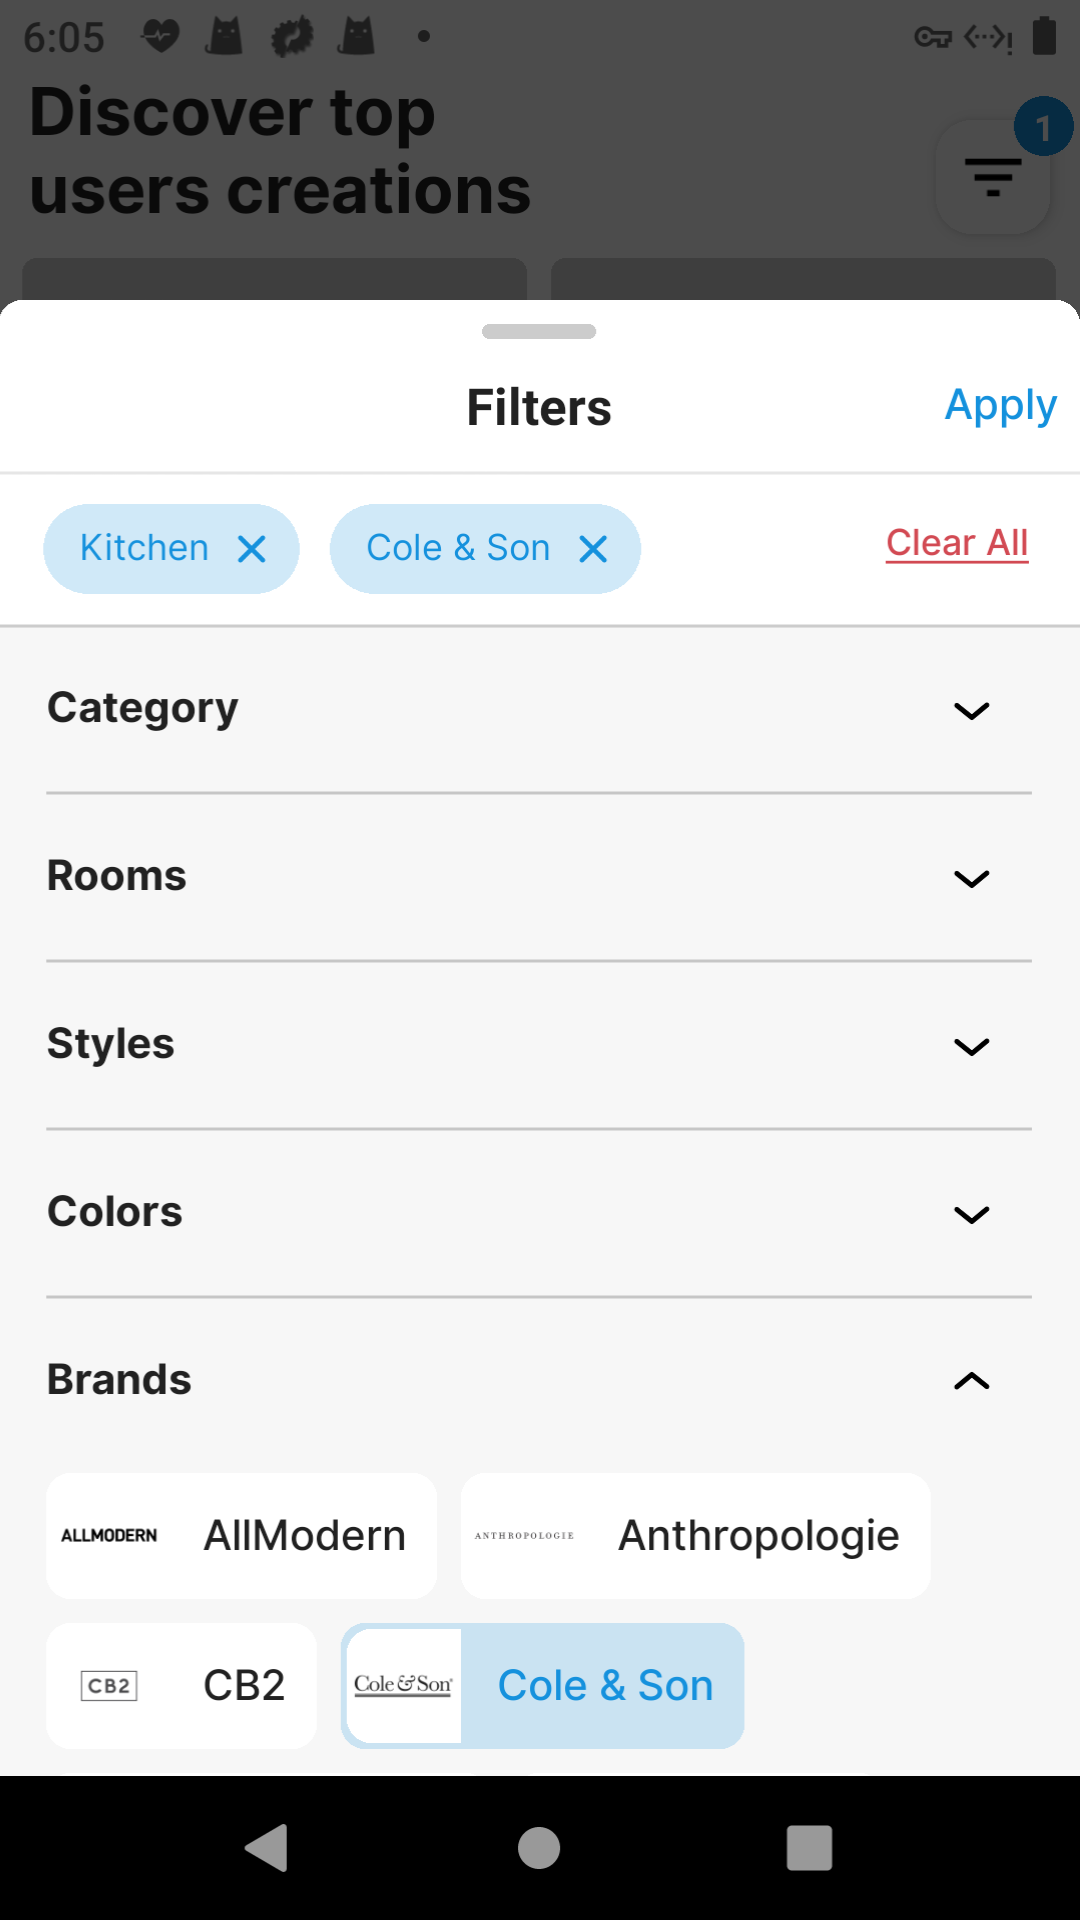 6:05
Discover top
users creations
1
Filters
Apply
Kitchen
Cole & Son
Clear All
Category
Rooms
Styles
Colors
Brands
ALLMODERN AllModern
ANTHROPOLOGIE Anthropologie
CB2 CB2
Cole & Son Cole & Son